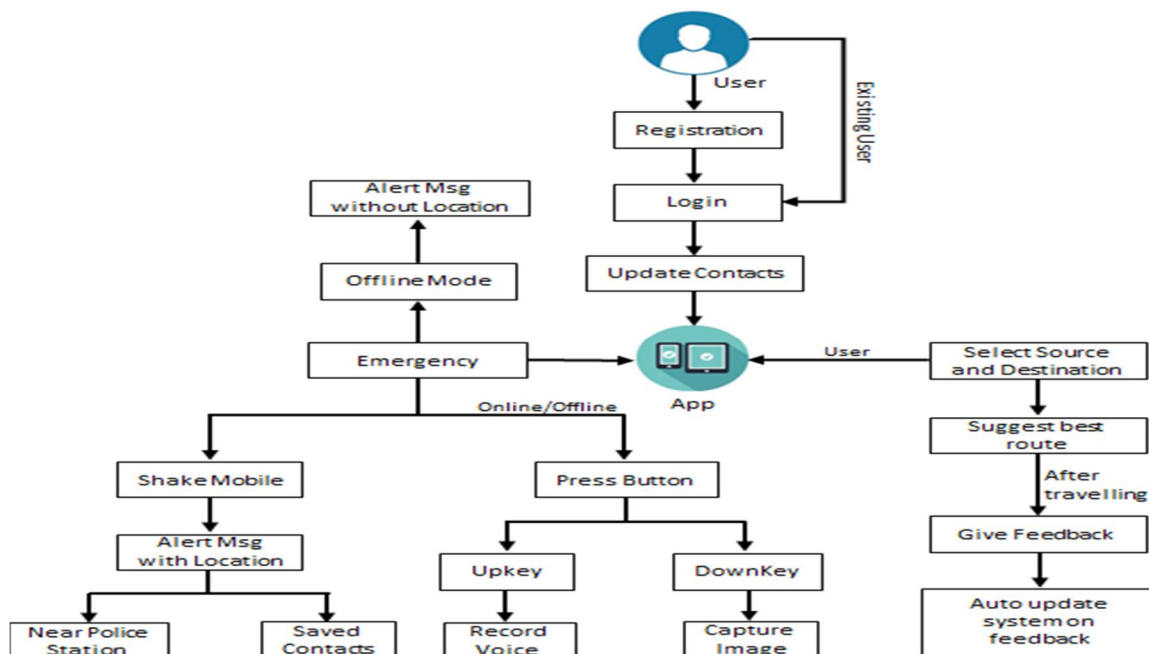 User
Existing User
Registration
Alert Msg
without Location
Login
Offline Mode
Update Contacts
Emergency
User
Select Source
and Destination
App
Online/Offline
Suggest best
route
Shake Mobile
Press Button
After
travelling
Alert Msg
with Location
Give Feedback
Upkey
DownKey
Near Police
Station
Saved
Contacts
Record
Voice
Capture
Image
Auto update
system on
feedback